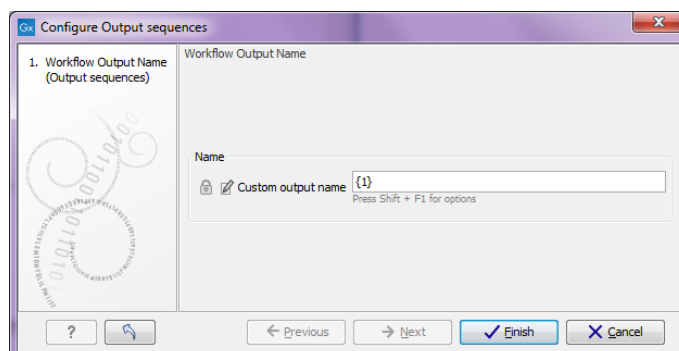 Gx Configure Output sequences
1. Workflow Output Name
(Output sequences)
Workflow Output Name
Name
Custom output name {1}
Press Shift + F1 for options
? Previous Next Finish Cancel